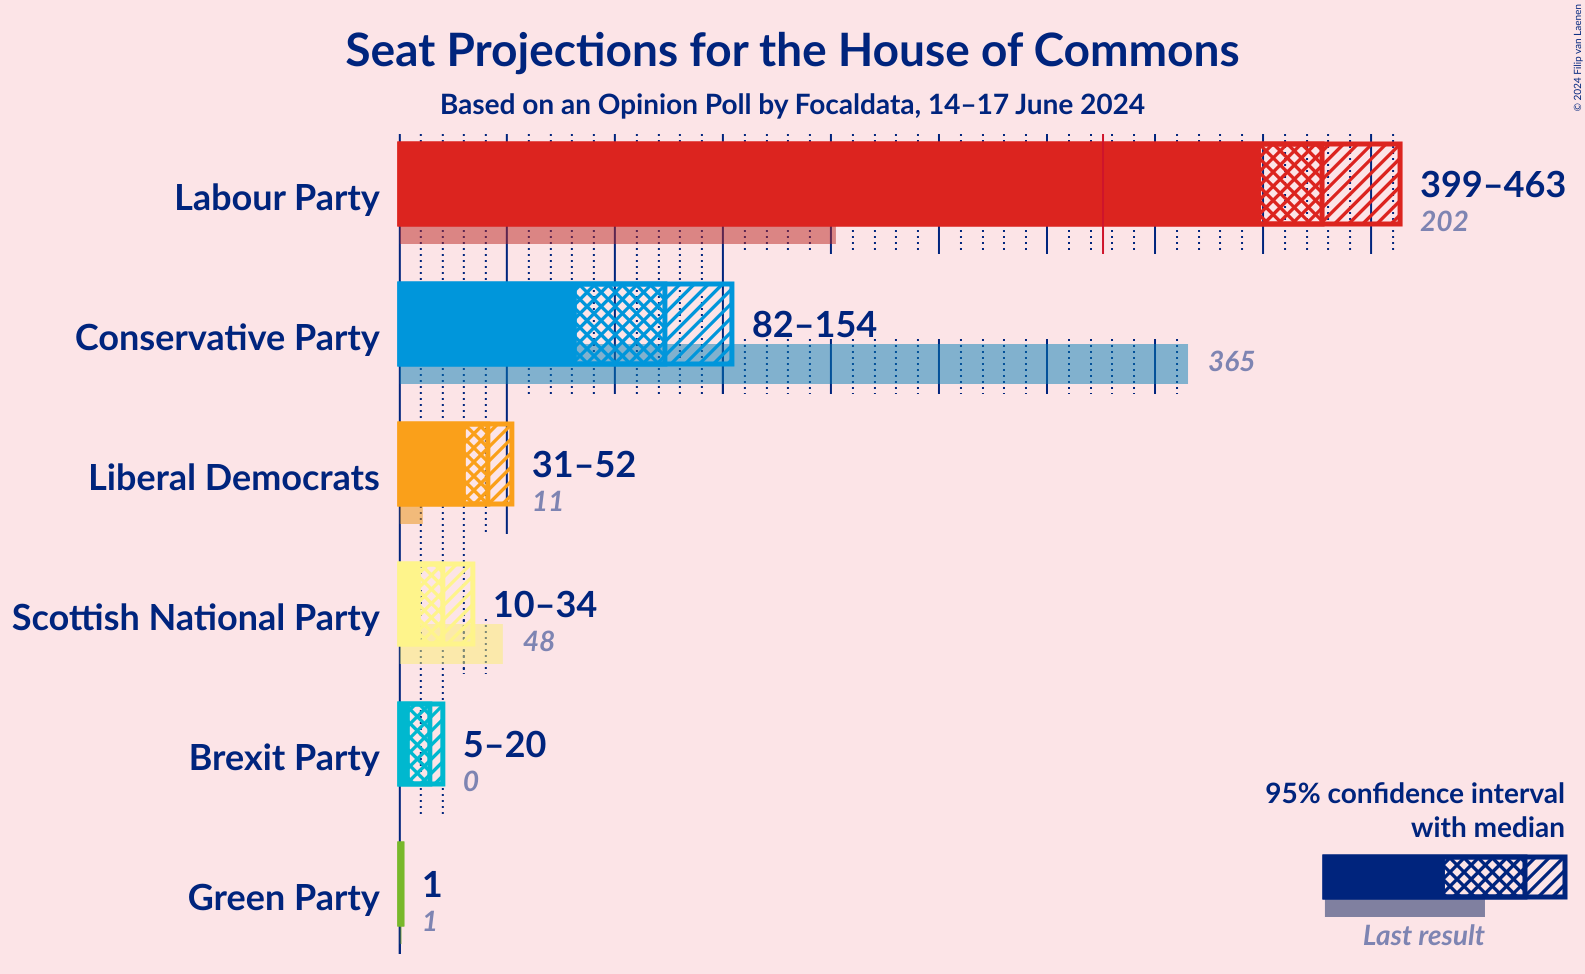 Seat Projections for the House of Commons
Based on an Opinion Poll by Focaldata, 14–17 June 2024
© 2024 Filip van Laenen
Labour Party
399–463
202
Conservative Party
82–154
365
Liberal Democrats
31–52
11
Scottish National Party
10–34
48
Brexit Party
5–20
0
Green Party
1
1
95% confidence interval
with median
Last result